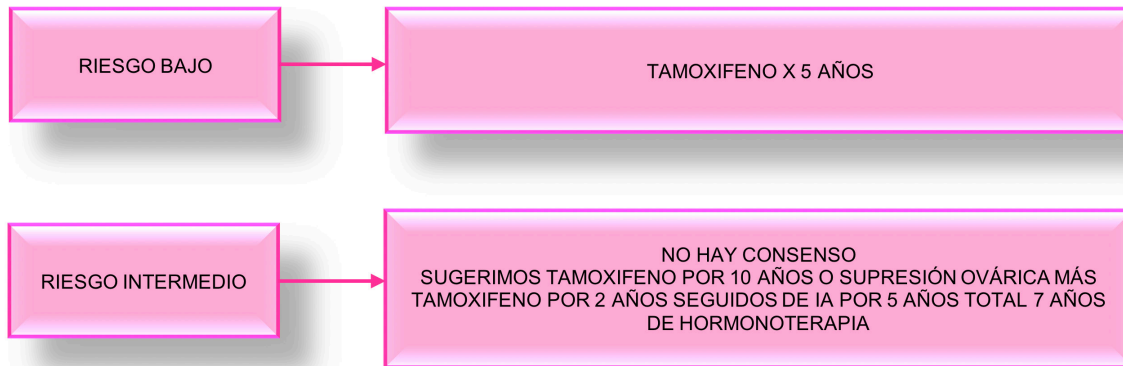 RIESGO BAJO
TAMOXIFENO X 5 AÑOS
RIESGO INTERMEDIO
NO HAY CONSENSO
SUGERIMOS TAMOXIFENO POR 10 AÑOS O SUPRESIÓN OVÁRICA MÁS
TAMOXIFENO POR 2 AÑOS SEGUIDOS DE IA POR 5 AÑOS TOTAL 7 AÑOS
DE HORMONOTERAPIA